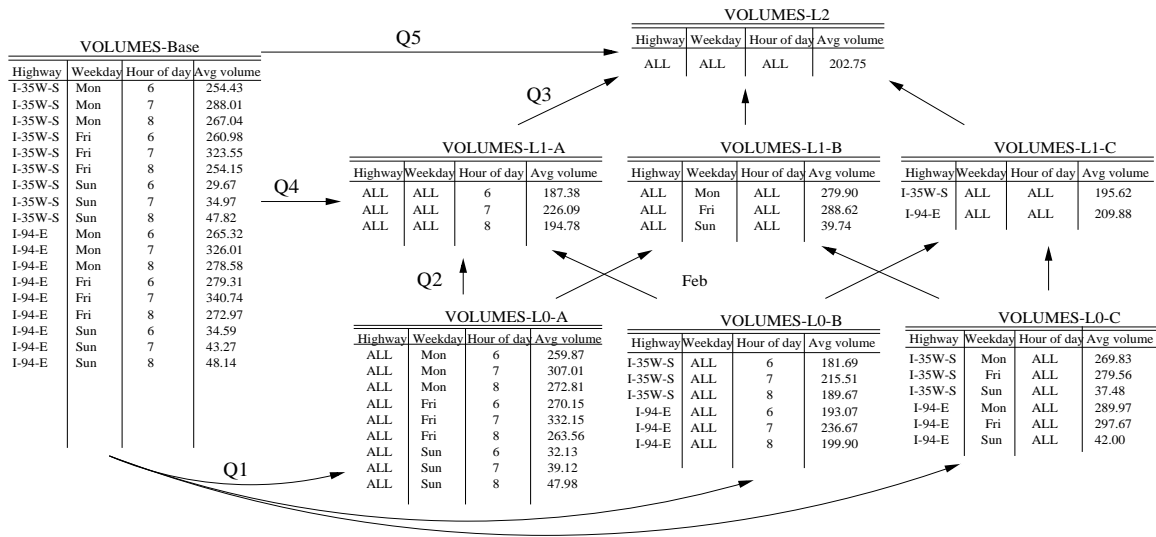 VOLUMES-L2
Highway Weekday Hour of day Avg volume
ALL ALL ALL 202.75
Q5
VOLUMES-Base
Highway Weekday Hour of day Avg volume
I-35W-S Mon 6 254.43
I-35W-S Mon 7 288.01
I-35W-S Mon 8 267.04
I-35W-S Fri 6 260.98
I-35W-S Fri 7 323.55
I-35W-S Fri 8 254.15
I-35W-S Sun 6 29.67
I-35W-S Sun 7 34.97
I-35W-S Sun 8 47.82
I-94-E Mon 6 265.32
I-94-E Mon 7 326.01
I-94-E Mon 8 278.58
I-94-E Fri 6 279.31
I-94-E Fri 7 340.74
I-94-E Fri 8 272.97
I-94-E Sun 6 34.59
I-94-E Sun 7 43.27
I-94-E Sun 8 48.14
Q3
Q4
VOLUMES-L1-A
Highway Weekday Hour of day Avg volume
ALL ALL 6 187.38
ALL ALL 7 226.09
ALL ALL 8 194.78
VOLUMES-L1-B
Highway Weekday Hour of day Avg volume
ALL Mon ALL 279.90
ALL Fri ALL 288.62
ALL Sun ALL 39.74
VOLUMES-L1-C
Highway Weekday Hour of day Avg volume
I-35W-S ALL ALL 195.62
I-94-E ALL ALL 209.88
Q2
Feb
VOLUMES-L0-A
Highway Weekday Hour of day Avg volume
ALL Mon 6 259.87
ALL Mon 7 307.01
ALL Mon 8 272.81
ALL Fri 6 270.15
ALL Fri 7 332.15
ALL Fri 8 263.56
ALL Sun 6 32.13
ALL Sun 7 39.12
ALL Sun 8 47.98
VOLUMES-L0-B
Highway Weekday Hour of day Avg volume
I-35W-S ALL 6 181.69
I-35W-S ALL 7 215.51
I-35W-S ALL 8 189.67
I-94-E ALL 6 193.07
I-94-E ALL 7 236.67
I-94-E ALL 8 199.90
VOLUMES-L0-C
Highway Weekday Hour of day Avg volume
I-35W-S Mon ALL 269.83
I-35W-S Fri ALL 279.56
I-35W-S Sun ALL 37.48
I-94-E Mon ALL 289.97
I-94-E Fri ALL 297.67
I-94-E Sun ALL 42.00
Q1